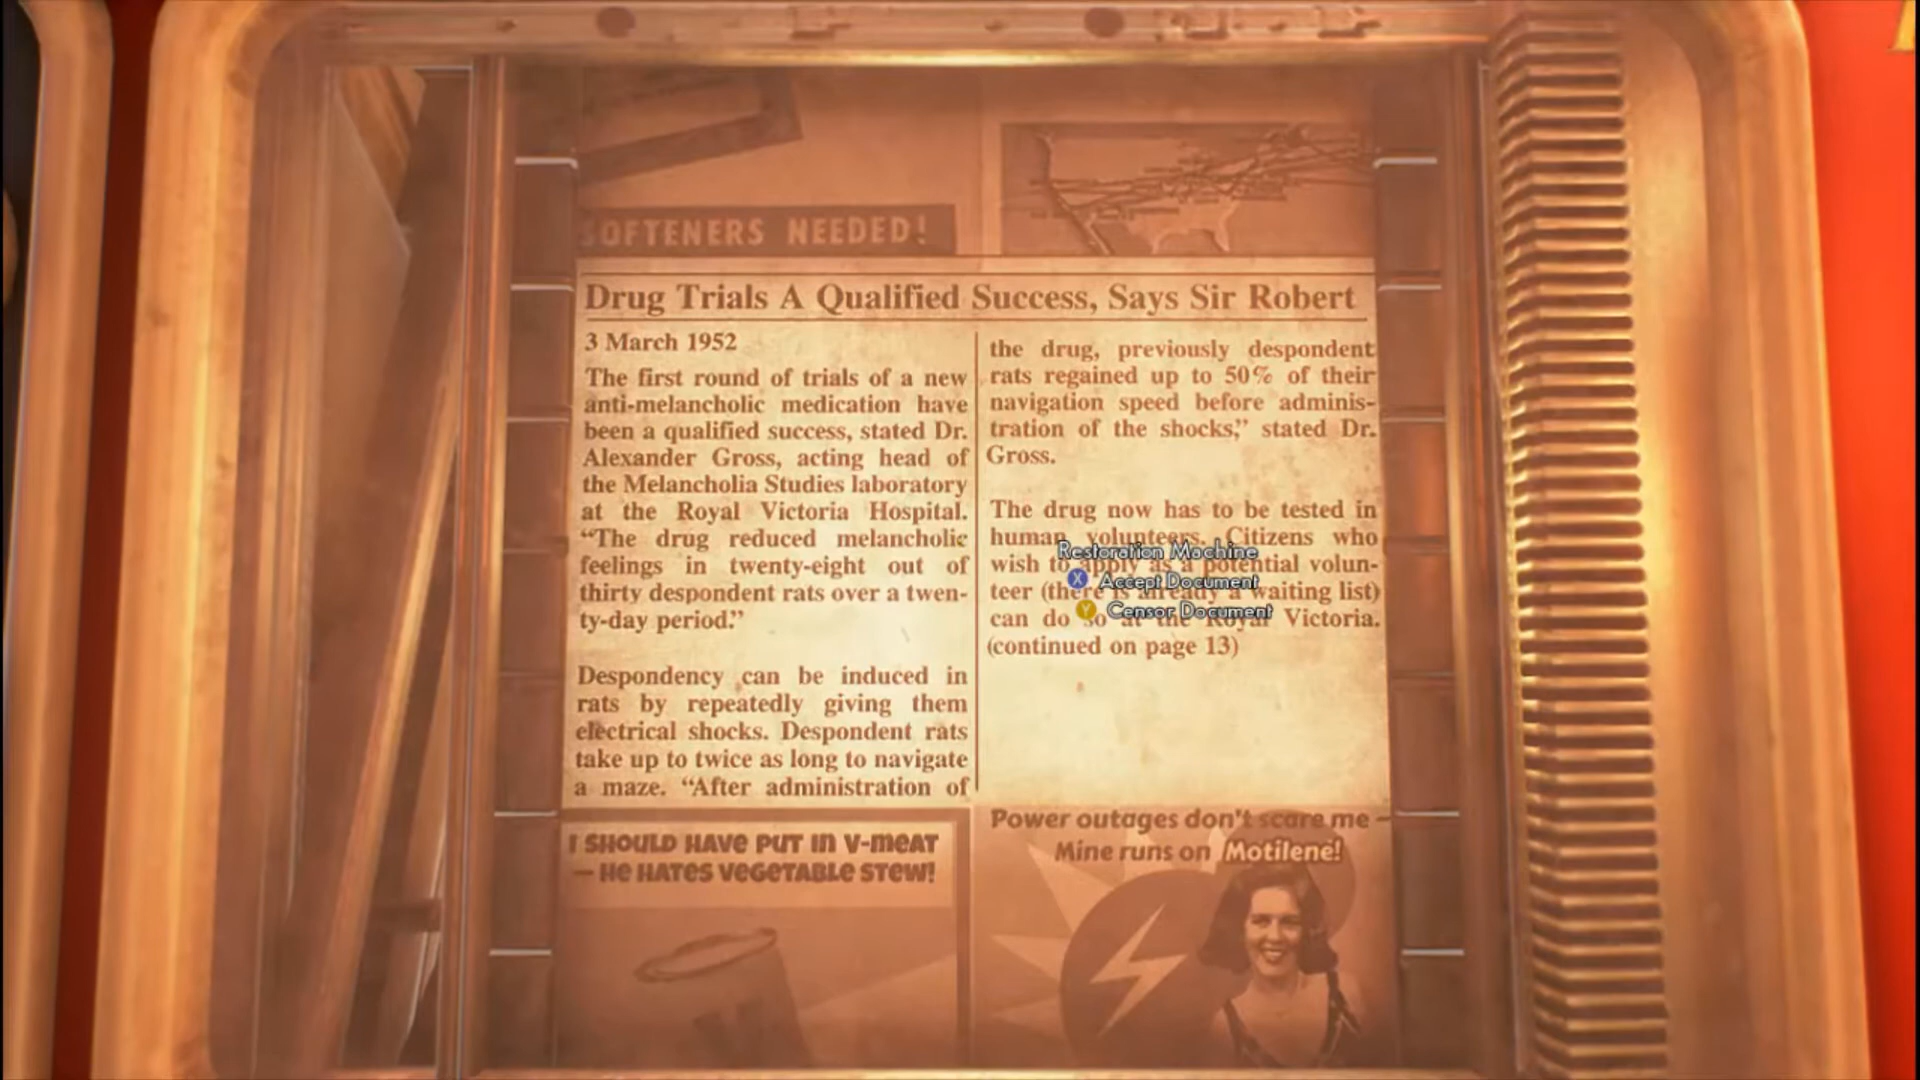 SOFTENERS NEEDED!
Drug Trials A Qualified Success, Says Sir Robert
3 March 1952
The first round of trials of a new
anti-melancholic medication have
been a qualified success, stated Dr.
Alexander Gross, acting head of
the Melancholia Studies laboratory
at the Royal Victoria Hospital.
“The drug reduced melancholic
feelings in twenty-eight out of
thirty despondent rats over a twen-
ty-day period.”
Despondency can be induced in
rats by repeatedly giving them
electrical shocks. Despondent rats
take up to twice as long to navigate
a maze. “After administration of
the drug, previously despondent
rats regained up to 50% of their
navigation speed before adminis-
tration of the shocks,” stated Dr.
Gross.
The drug now has to be tested in
human volunteers. Citizens who
wish to apply as a potential volun-
teer (there is already a waiting list)
can do so at the Royal Victoria.
(continued on page 13)
Restoration Machine
X Accept Document
Y Censor Document
I SHOULD HAVE PUT IN V-MEAT
– HE HATES VEGETABLE STEW!
Power outages don't scare me –
Mine runs on Motilene!